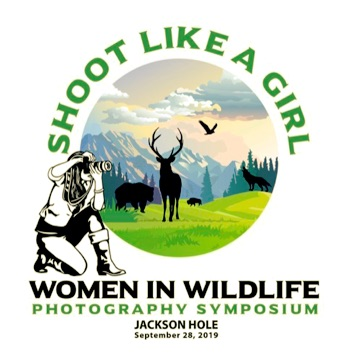 SHOOT LIKE A GIRL
WOMEN IN WILDLIFE
PHOTOGRAPHY SYMPOSIUM
JACKSON HOLE
September 28, 2019